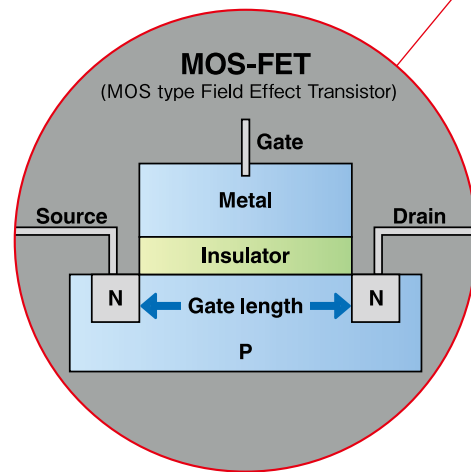 MOS-FET
(MOS type Field Effect Transistor)
Gate
Metal
Source
Drain
Insulator
N
Gate length
N
P